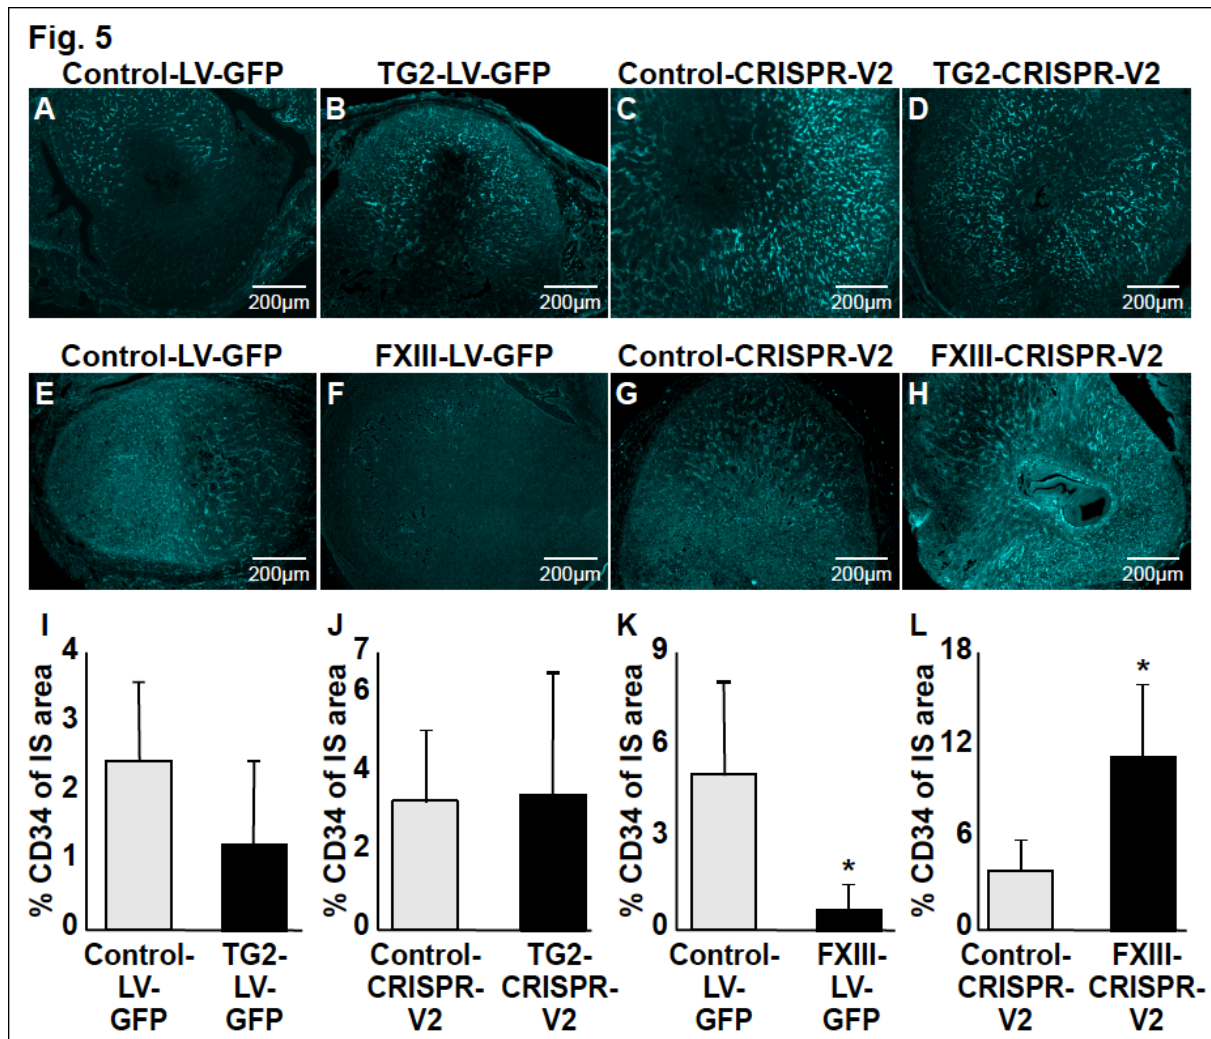 Fig. 5
Control-LV-GFP TG2-LV-GFP Control-CRISPR-V2 TG2-CRISPR-V2
A B C D
200µm 200µm 200µm 200µm
Control-LV-GFP FXIII-LV-GFP Control-CRISPR-V2 FXIII-CRISPR-V2
E F G H
200µm 200µm 200µm 200µm
I
% CD34 of IS area
4
3
2
1
0
Control-
LV-
GFP
TG2-
LV-
GFP
J
% CD34 of IS area
7
6
4
2
0
Control-
CRISPR-
V2
TG2-
CRISPR-
V2
K
% CD34 of IS area
9
6
3
0
*
Control-
LV-
GFP
FXIII-
LV-
GFP
L
% CD34 of IS area
18
12
6
0
*
Control-
CRISPR-
V2
FXIII-
CRISPR-
V2